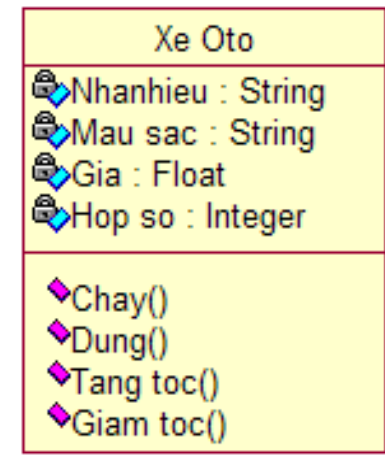 Xe Oto
Nhanhieu : String
Mau sac : String
Gia : Float
Hop so : Integer
Chay()
Dung()
Tang toc()
Giam toc()